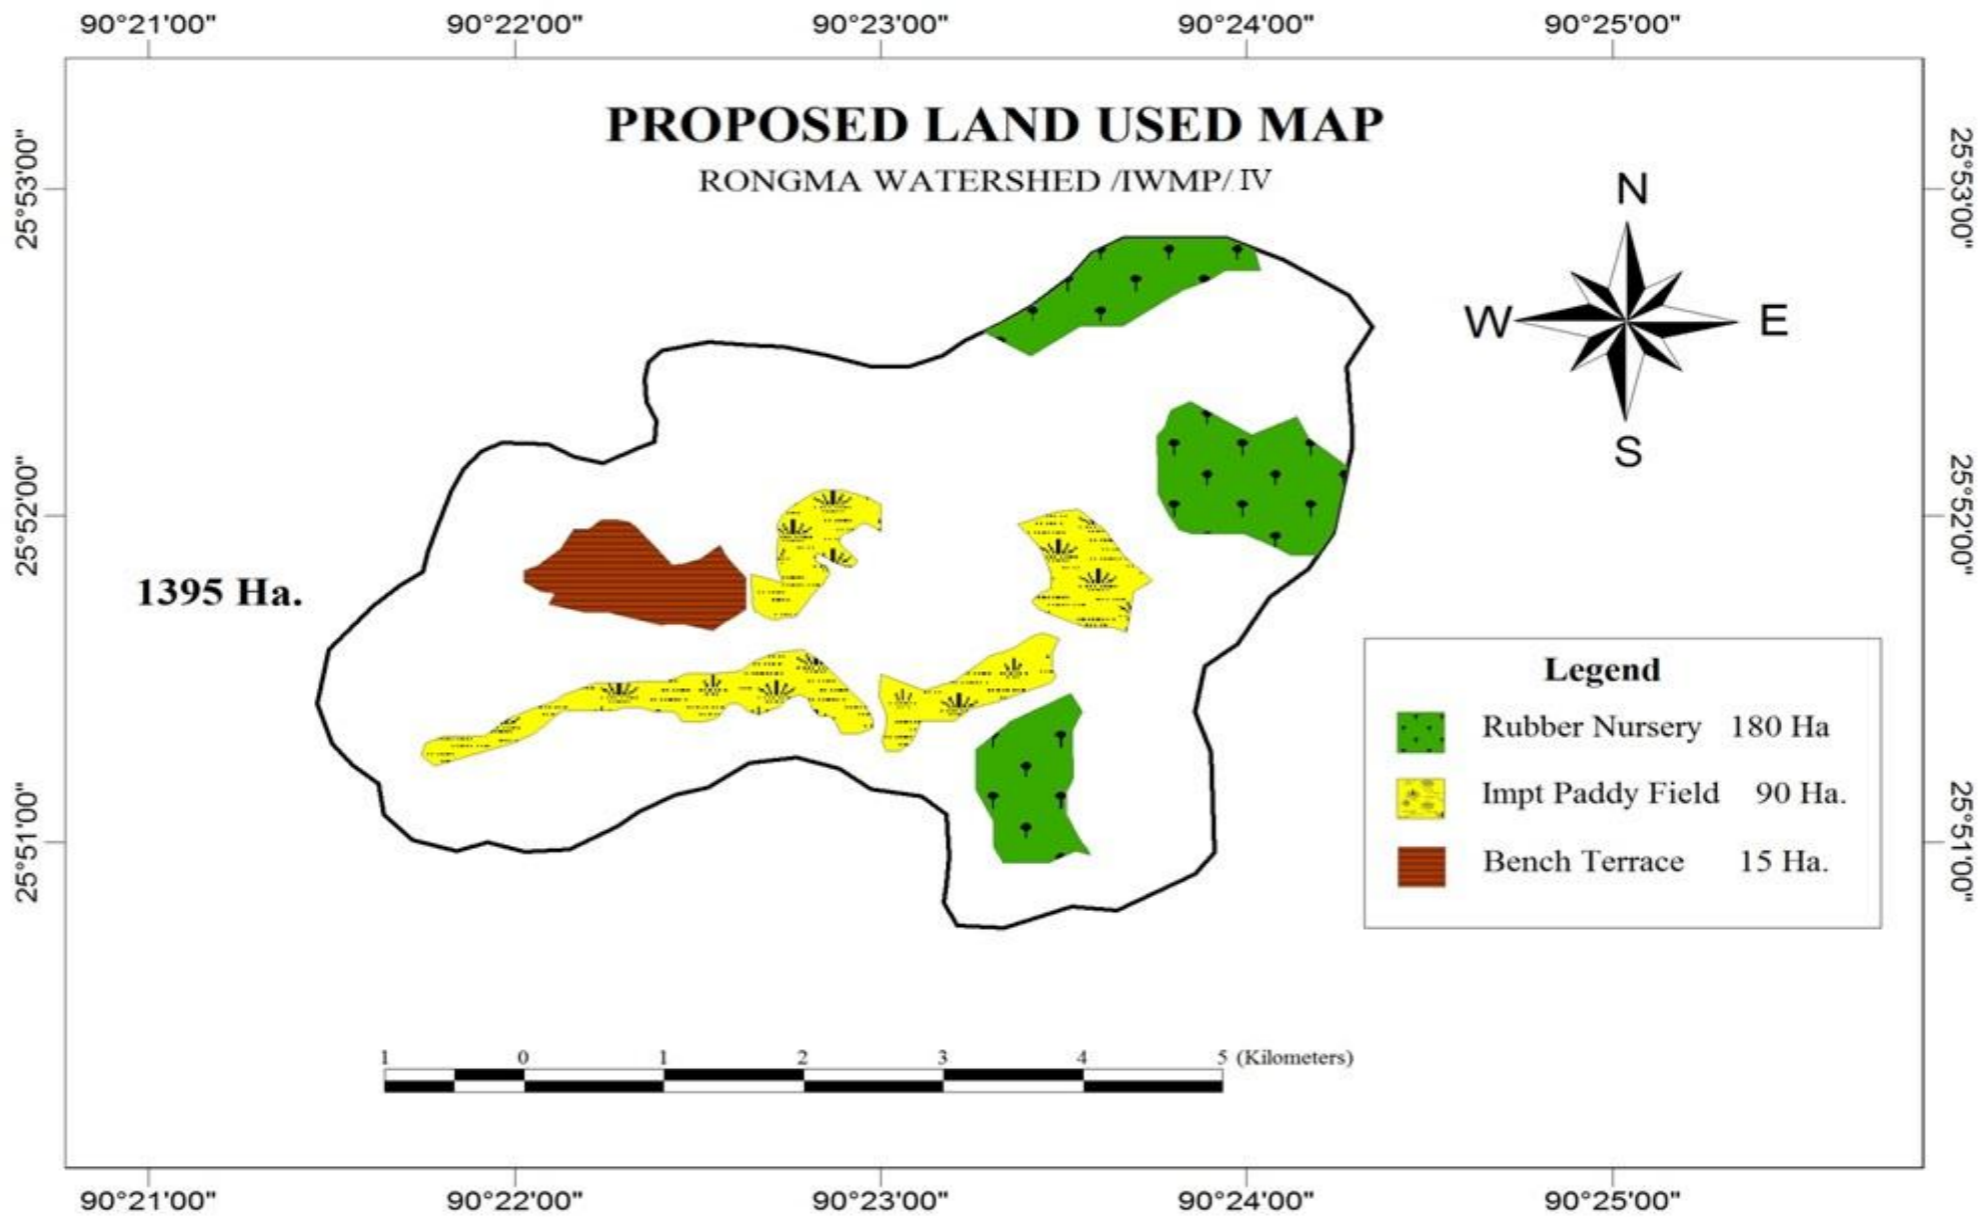 90°21'00" 90°22'00" 90°23'00" 90°24'00" 90°25'00"
PROPOSED LAND USED MAP
RONGMA WATERSHED /IWMP/ IV
25°53'00"
25°53'00"
N
W
E
S
25°52'00"
25°52'00"
1395 Ha.
Legend
Rubber Nursery 180 Ha
Impt Paddy Field 90 Ha.
Bench Terrace 15 Ha.
25°51'00"
25°51'00"
1 0 1 2 3 4 5 (Kilometers)
90°21'00" 90°22'00" 90°23'00" 90°24'00" 90°25'00"